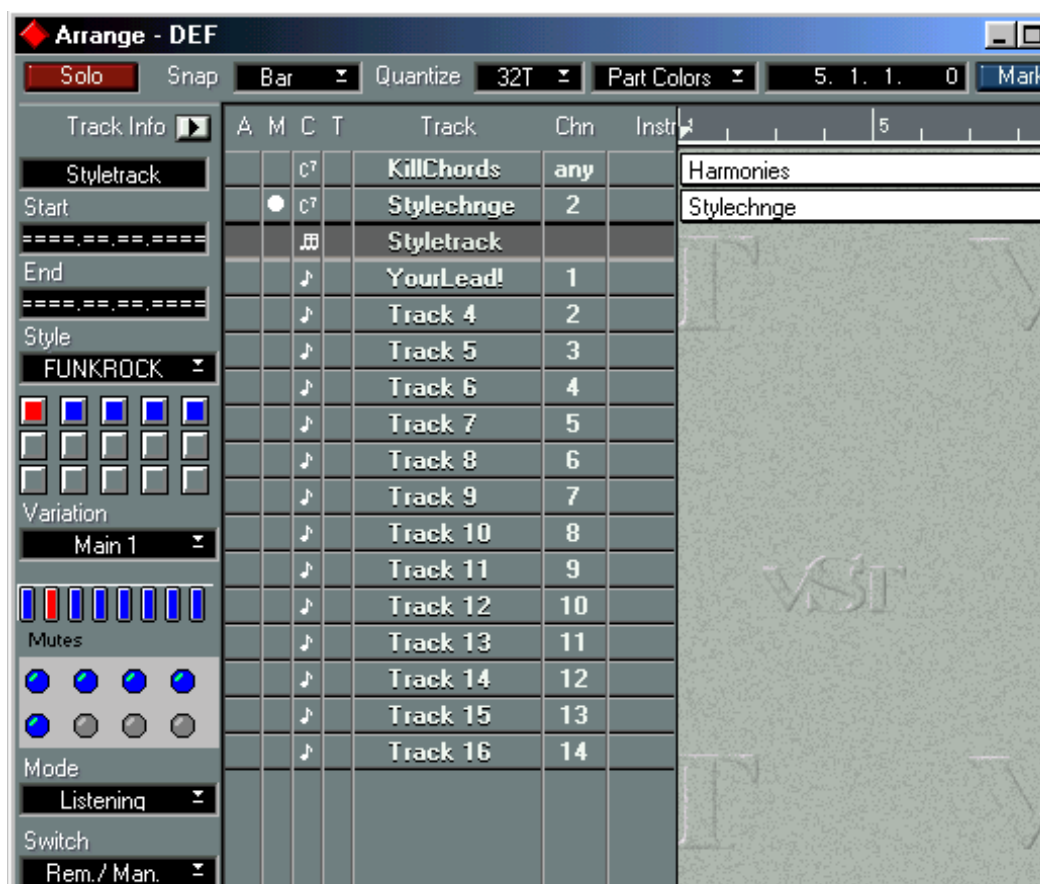 Arrange - DEF
Solo Snap Bar Quantize 32T Part Colors 5. 1. 1. 0 Mark
Track Info A M C T Track Chn Instr 1 5
Styletrack
Start
====.==.==.====
End
====.==.==.====
Style
FUNKROCK
Variation
Main 1
Mutes
Mode
Listening
Switch
Rem./ Man.
C7 KillChords any Harmonies
C7 Stylechnge 2 Stylechnge
Styletrack
YourLead! 1
Track 4 2
Track 5 3
Track 6 4
Track 7 5
Track 8 6
Track 9 7
Track 10 8
Track 11 9
Track 12 10
Track 13 11
Track 14 12
Track 15 13
Track 16 14
VST